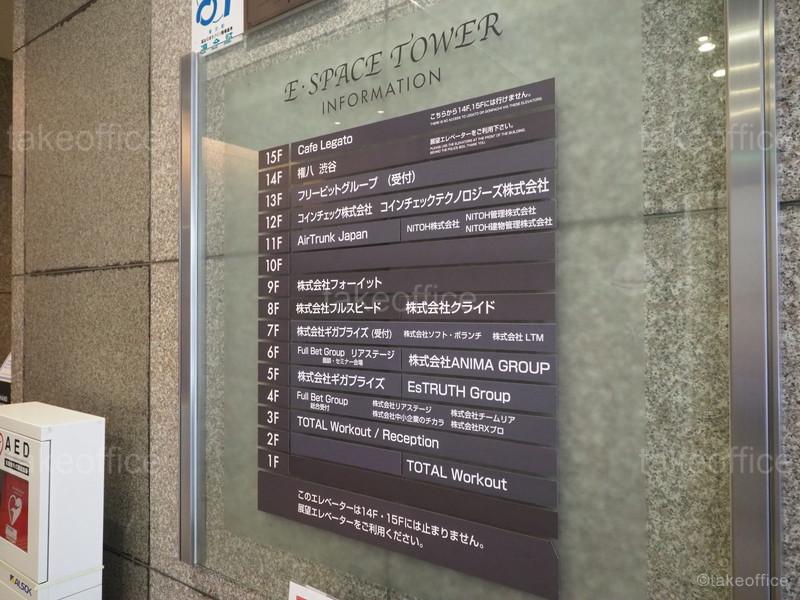 E・SPACE TOWER
INFORMATION
15F Cafe Legato こちらから14F,15Fには行けません。
14F 権八 渋谷 展望エレベーターをご利用下さい。
13F フリービットグループ (受付)
12F コインチェック株式会社 コインチェックテクノロジーズ株式会社
11F AirTrunk Japan NITOH株式会社 NITOH管理株式会社
NITOH建物管理株式会社
10F
9F 株式会社フォーイット
8F 株式会社フルスピード 株式会社クライド
7F 株式会社ギガプライズ (受付) 株式会社ソフト・ボランチ 株式会社 LTM
6F Full Bet Group リアステージ 株式会社ANIMA GROUP
面談・セミナー会場
5F 株式会社ギガプライズ EsTRUTH Group
4F Full Bet Group 株式会社リアステージ 株式会社チームリア
総合受付 株式会社中小企業のチカラ 株式会社RXプロ
3F TOTAL Workout / Reception
2F
1F TOTAL Workout
このエレベーターは14F・15Fには止まりません。
展望エレベーターをご利用ください。
AED
ALSOK
takeoffice
takeoffice
takeoffice
takeoffice
takeoffice
©takeoffice